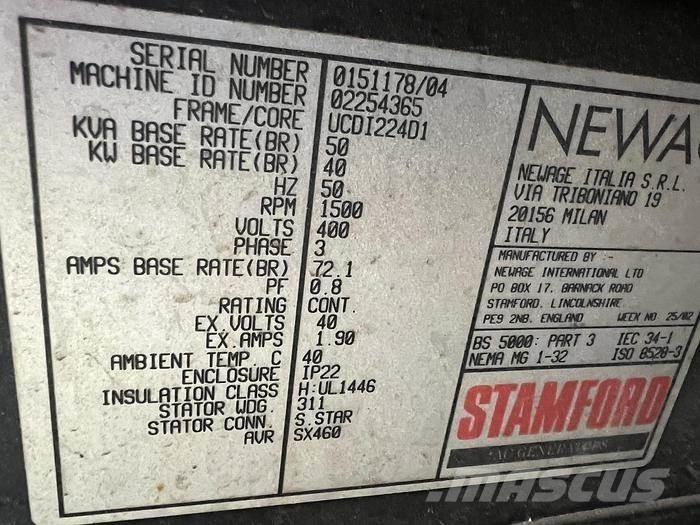 SERIAL NUMBER 0151178/04
MACHINE ID NUMBER 02254365
FRAME/CORE UCDI224D1
KVA BASE RATE(BR) 50
KW BASE RATE(BR) 40
HZ 50
RPM 1500
VOLTS 400
PHASE 3
AMPS BASE RATE(BR) 72.1
PF 0.8
RATING CONT.
EX.VOLTS 40
EX.AMPS 1.90
AMBIENT TEMP. C 40
ENCLOSURE IP22
INSULATION CLASS H:UL1446
STATOR WDG. 311
STATOR CONN. S.STAR
AVR SX460
NEWAG
NEWAGE ITALIA S.R.L.
VIA TRIBONIANO 19
20156 MILAN
ITALY
MANUFACTURED BY :-
NEWAGE INTERNATIONAL LTD
PO BOX 17. BARNACK ROAD
STAMFORD. LINCOLNSHIRE.
PE9 2NB. ENGLAND WEEK NO 25/02
BS 5000: PART 3 IEC 34-1
NEMA MG 1-32 ISO 8528-3
STAMFORD
AC GENERATORS
mascus